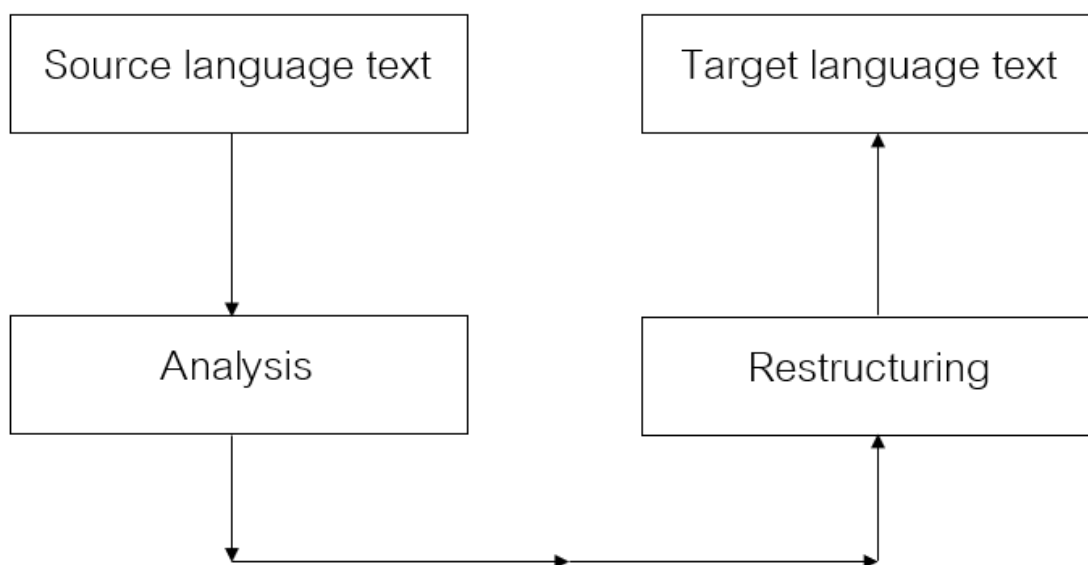 Source language text
Target language text
Analysis
Restructuring